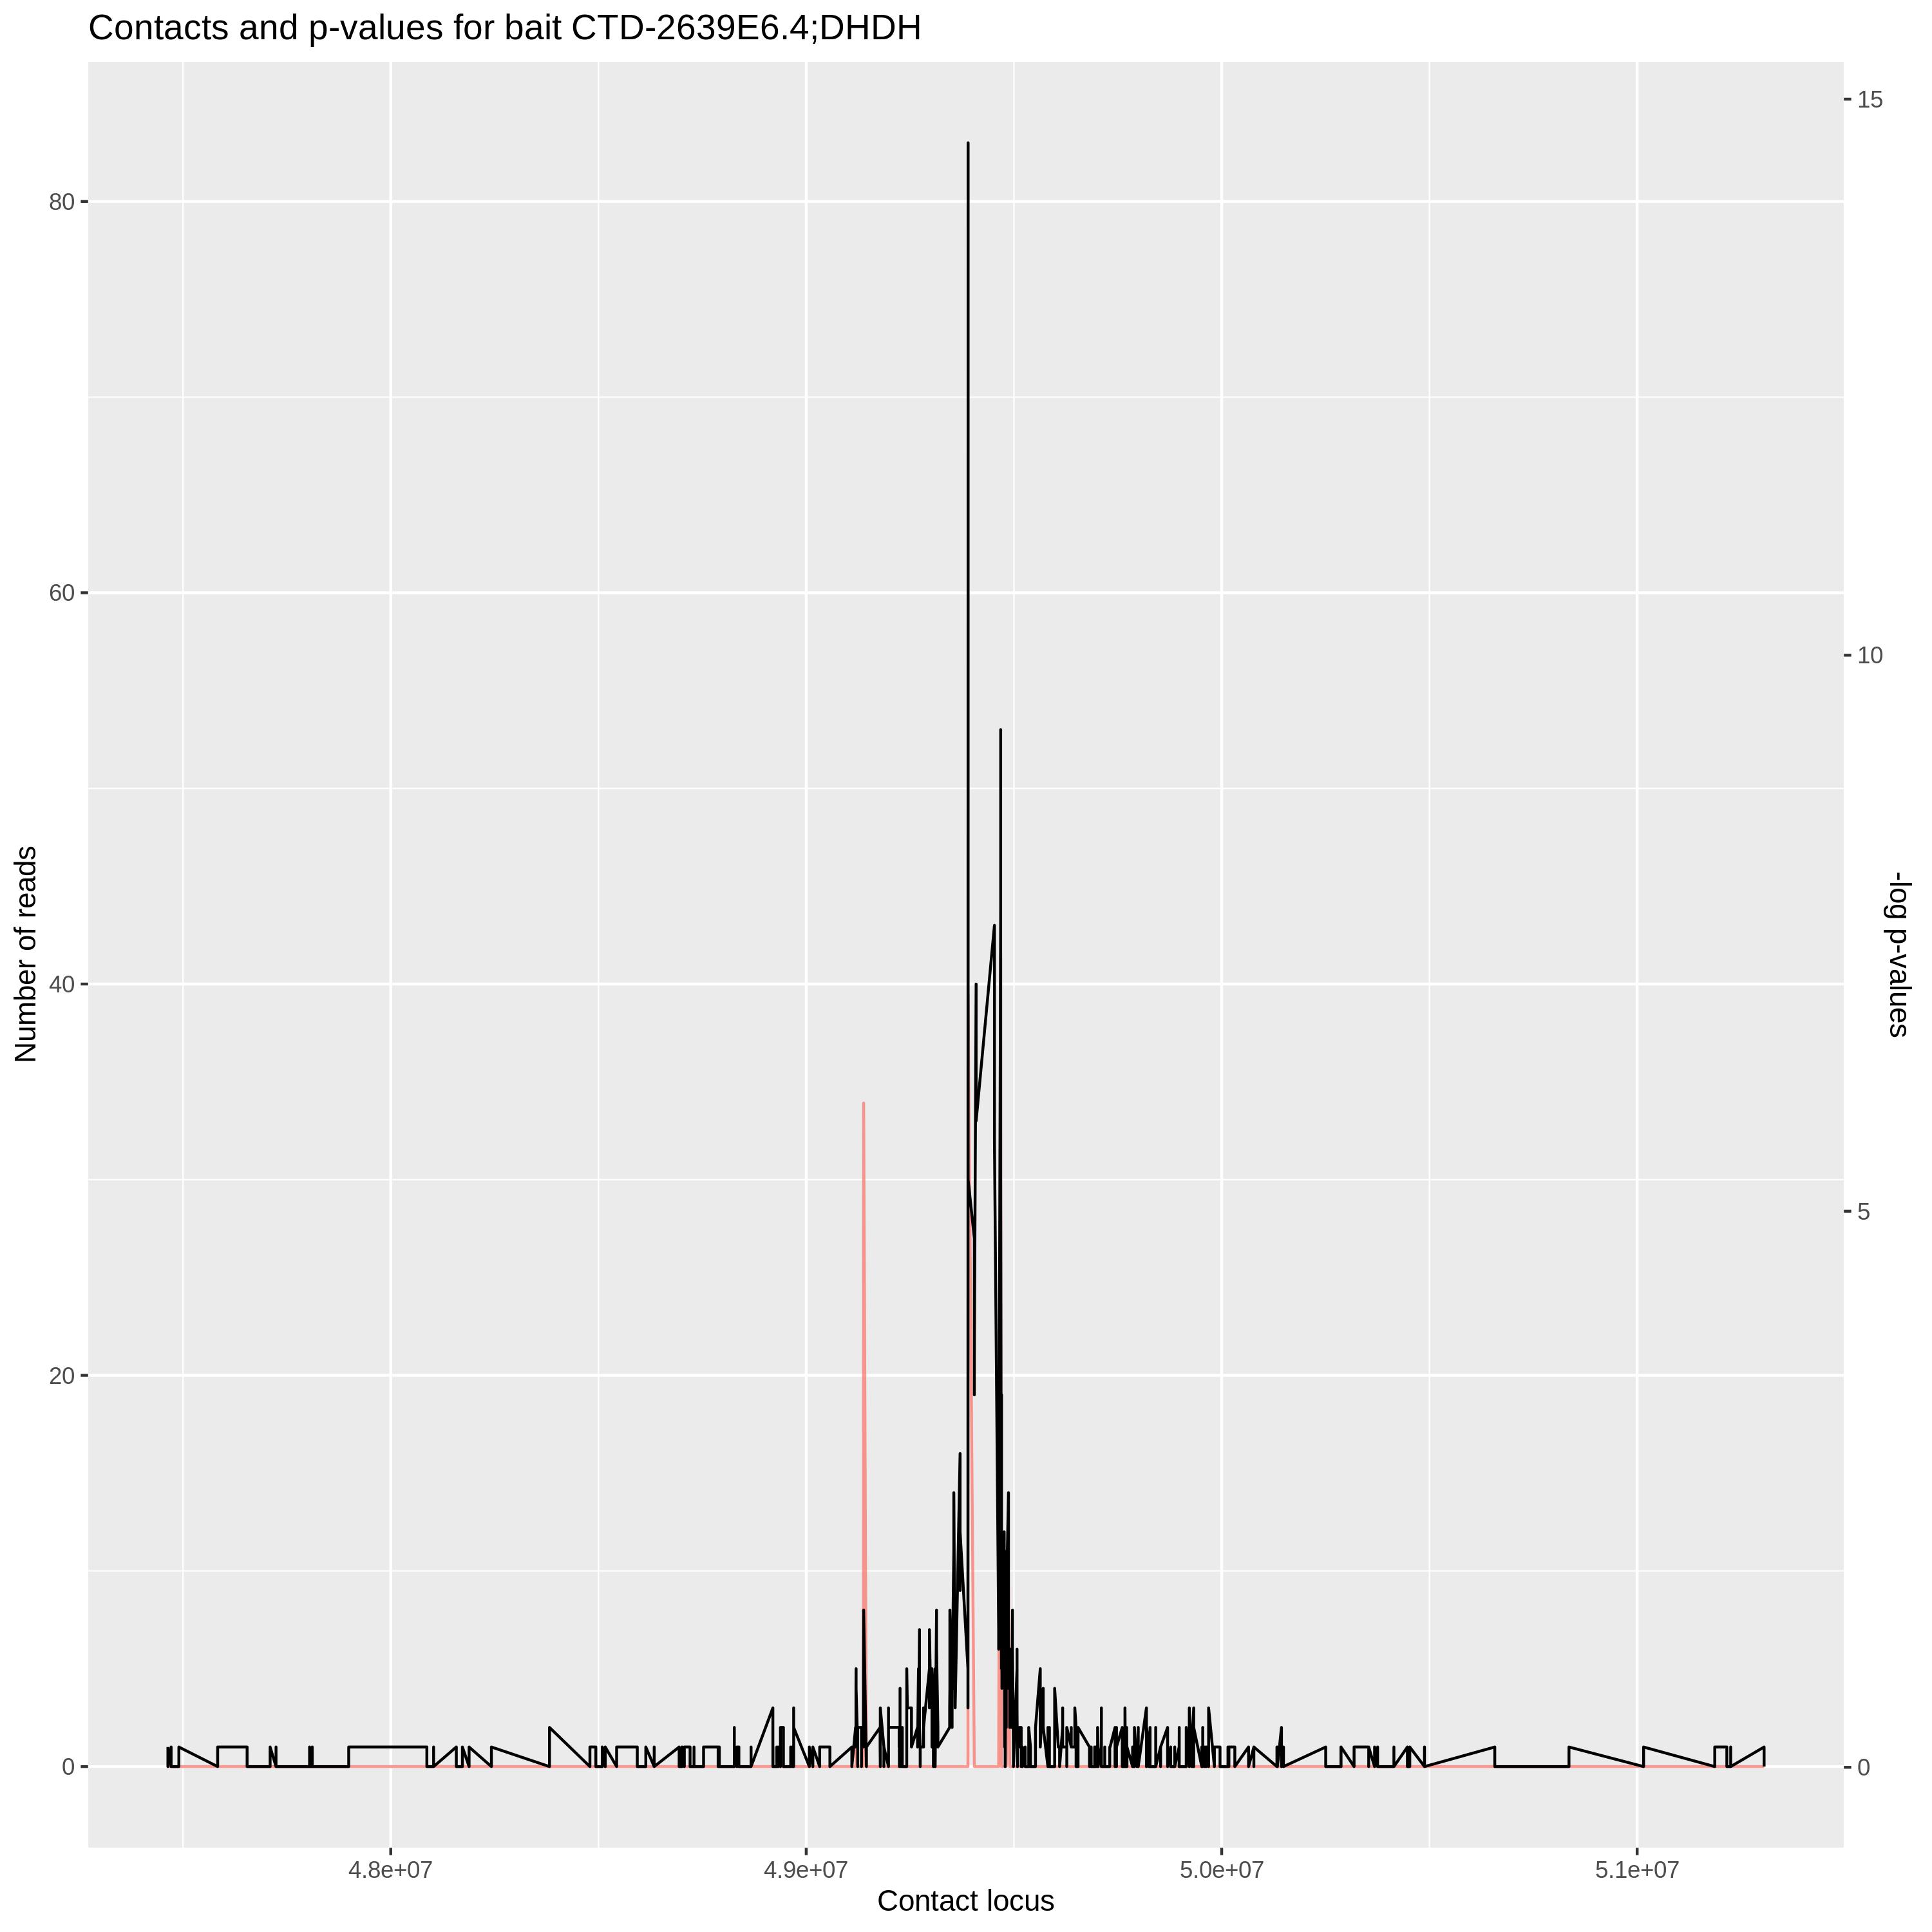 Contacts and p-values for bait CTD-2639E6.4;DHDH
80
60
40
20
0
15
10
5
0
4.8e+07
4.9e+07
5.0e+07
5.1e+07
Number of reads
-log p-values
Contact locus